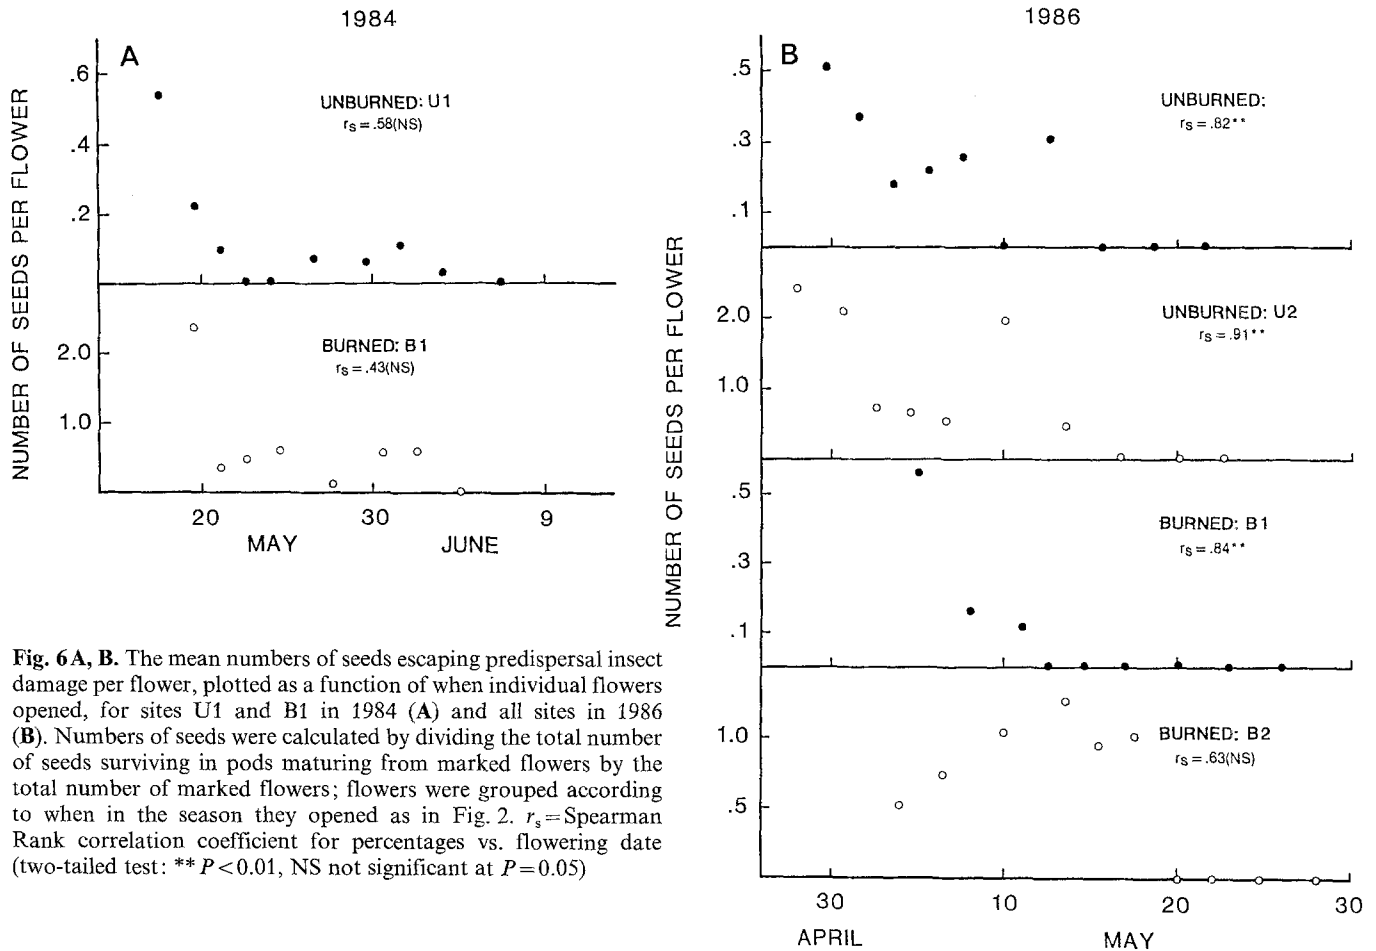 1984
A
NUMBER OF SEEDS PER FLOWER
.6
.4
.2
UNBURNED: U1
rs = .58(NS)
2.0
1.0
BURNED: B1
rs = .43(NS)
20 30 9
MAY JUNE
1986
B
NUMBER OF SEEDS PER FLOWER
.5
.3
.1
UNBURNED:
rs = .82**
2.0
1.0
UNBURNED: U2
rs = .91**
.5
.3
.1
BURNED: B1
rs = .84**
1.0
.5
BURNED: B2
rs = .63(NS)
30 10 20 30
APRIL MAY
Fig. 6A, B. The mean numbers of seeds escaping predispersal insect
damage per flower, plotted as a function of when individual flowers
opened, for sites U1 and B1 in 1984 (A) and all sites in 1986
(B). Numbers of seeds were calculated by dividing the total number
of seeds surviving in pods maturing from marked flowers by the
total number of marked flowers; flowers were grouped according
to when in the season they opened as in Fig. 2. rs = Spearman
Rank correlation coefficient for percentages vs. flowering date
(two-tailed test: ** P<0.01, NS not significant at P=0.05)